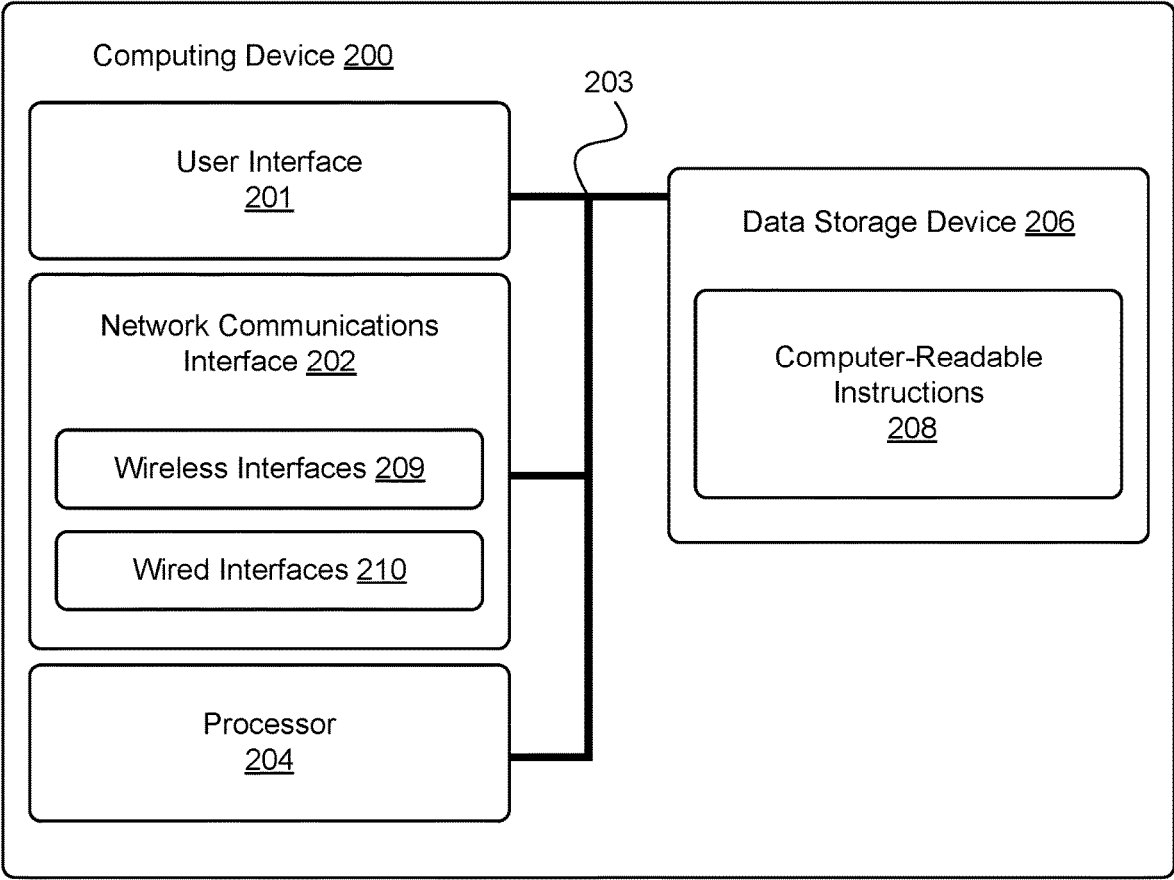 Computing Device 200
203
User Interface
201
Data Storage Device 206
Network Communications
Interface 202
Computer-Readable
Instructions
208
Wireless Interfaces 209
Wired Interfaces 210
Processor
204